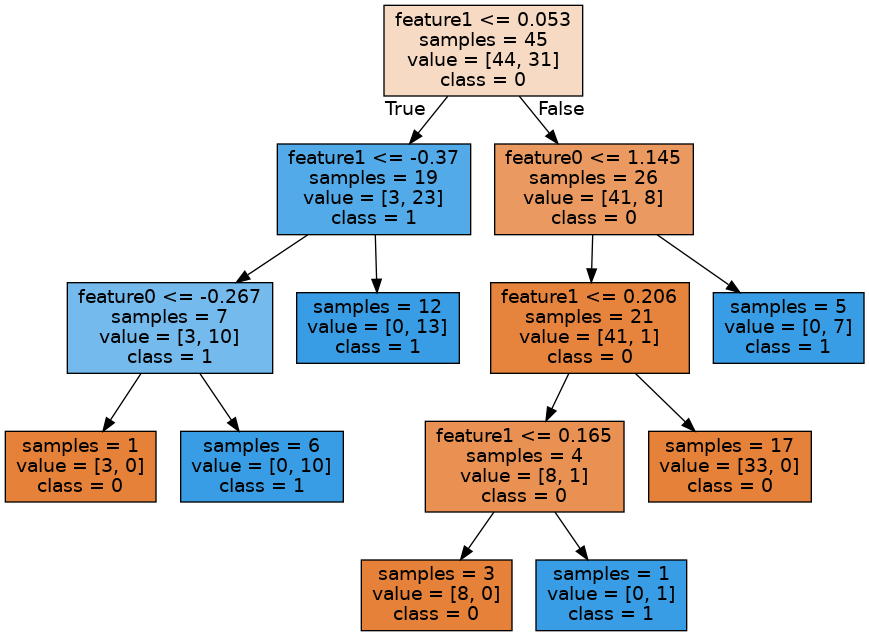 feature1 <= 0.053
samples = 45
value = [44, 31]
class = 0
True
False
feature1 <= -0.37
samples = 19
value = [3, 23]
class = 1
feature0 <= 1.145
samples = 26
value = [41, 8]
class = 0
feature0 <= -0.267
samples = 7
value = [3, 10]
class = 1
samples = 12
value = [0, 13]
class = 1
feature1 <= 0.206
samples = 21
value = [41, 1]
class = 0
samples = 5
value = [0, 7]
class = 1
samples = 1
value = [3, 0]
class = 0
samples = 6
value = [0, 10]
class = 1
feature1 <= 0.165
samples = 4
value = [8, 1]
class = 0
samples = 17
value = [33, 0]
class = 0
samples = 3
value = [8, 0]
class = 0
samples = 1
value = [0, 1]
class = 1